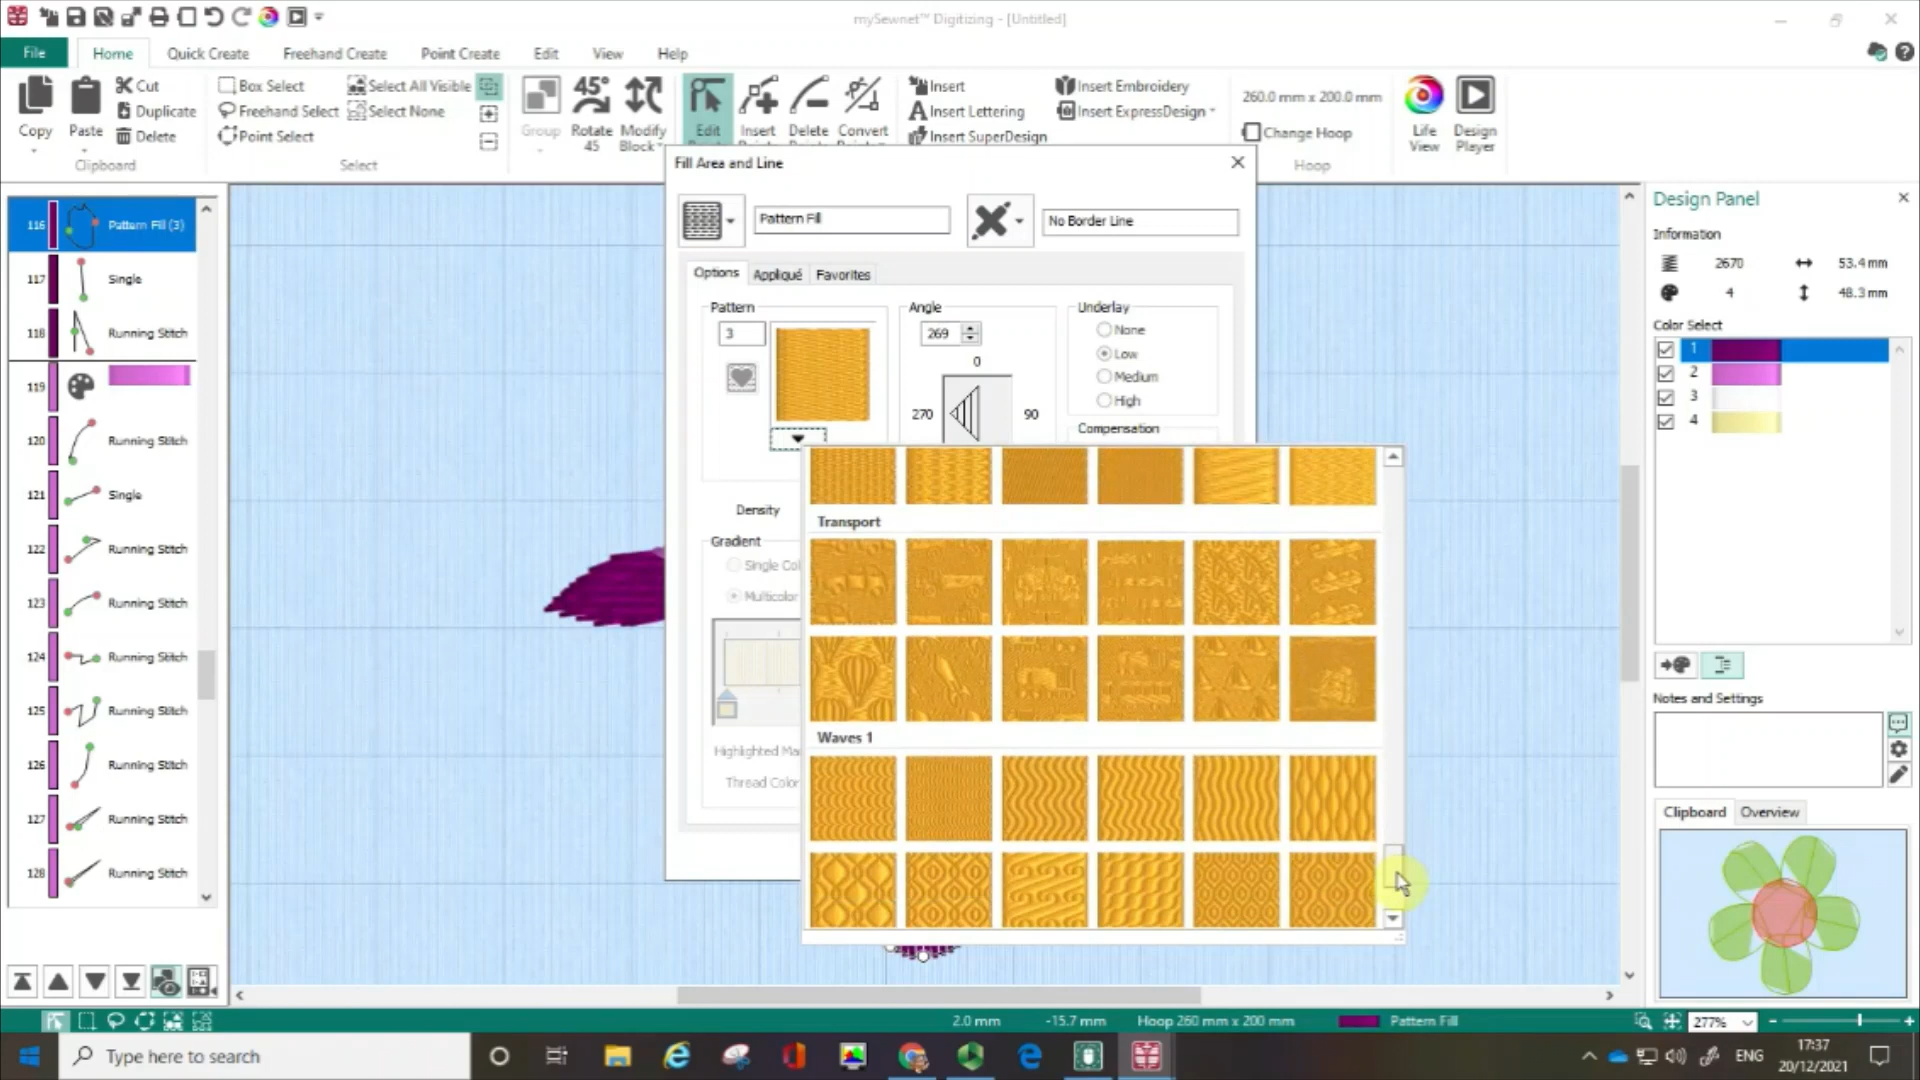 mySewnet™ Digitizing - [Untitled]
File
Home
Quick Create
Freehand Create
Point Create
Edit
View
Help
Copy
Paste
Cut
Duplicate
Delete
Clipboard
Box Select
Freehand Select
Point Select
Select All Visible
Select None
Select
Group
Rotate 45
45°
Modify Block
Edit
Insert
Delete
Convert
Insert
Insert Lettering
Insert SuperDesign
Insert Embroidery
Insert ExpressDesign
260.0 mm x 200.0 mm
Change Hoop
Hoop
Life View
Design Player
116 Pattern Fill (3)
117 Single
118 Running Stitch
119
120 Running Stitch
121 Single
122 Running Stitch
123 Running Stitch
124 Running Stitch
125 Running Stitch
126 Running Stitch
127 Running Stitch
128 Running Stitch
Fill Area and Line
Pattern Fill
No Border Line
Options
Appliqué
Favorites
Pattern
3
Angle
269
0
270
90
Underlay
None
Low
Medium
High
Compensation
Density
Gradient
Single Col
Multicolor
Highlighted Ma
Thread Color
Transport
Waves 1
Design Panel
Information
2670
53.4 mm
4
48.3 mm
Color Select
1
2
3
4
Notes and Settings
Clipboard
Overview
2.0 mm
-15.7 mm
Hoop 260 mm x 200 mm
Pattern Fill
277%
Type here to search
ENG
17:37
20/12/2021